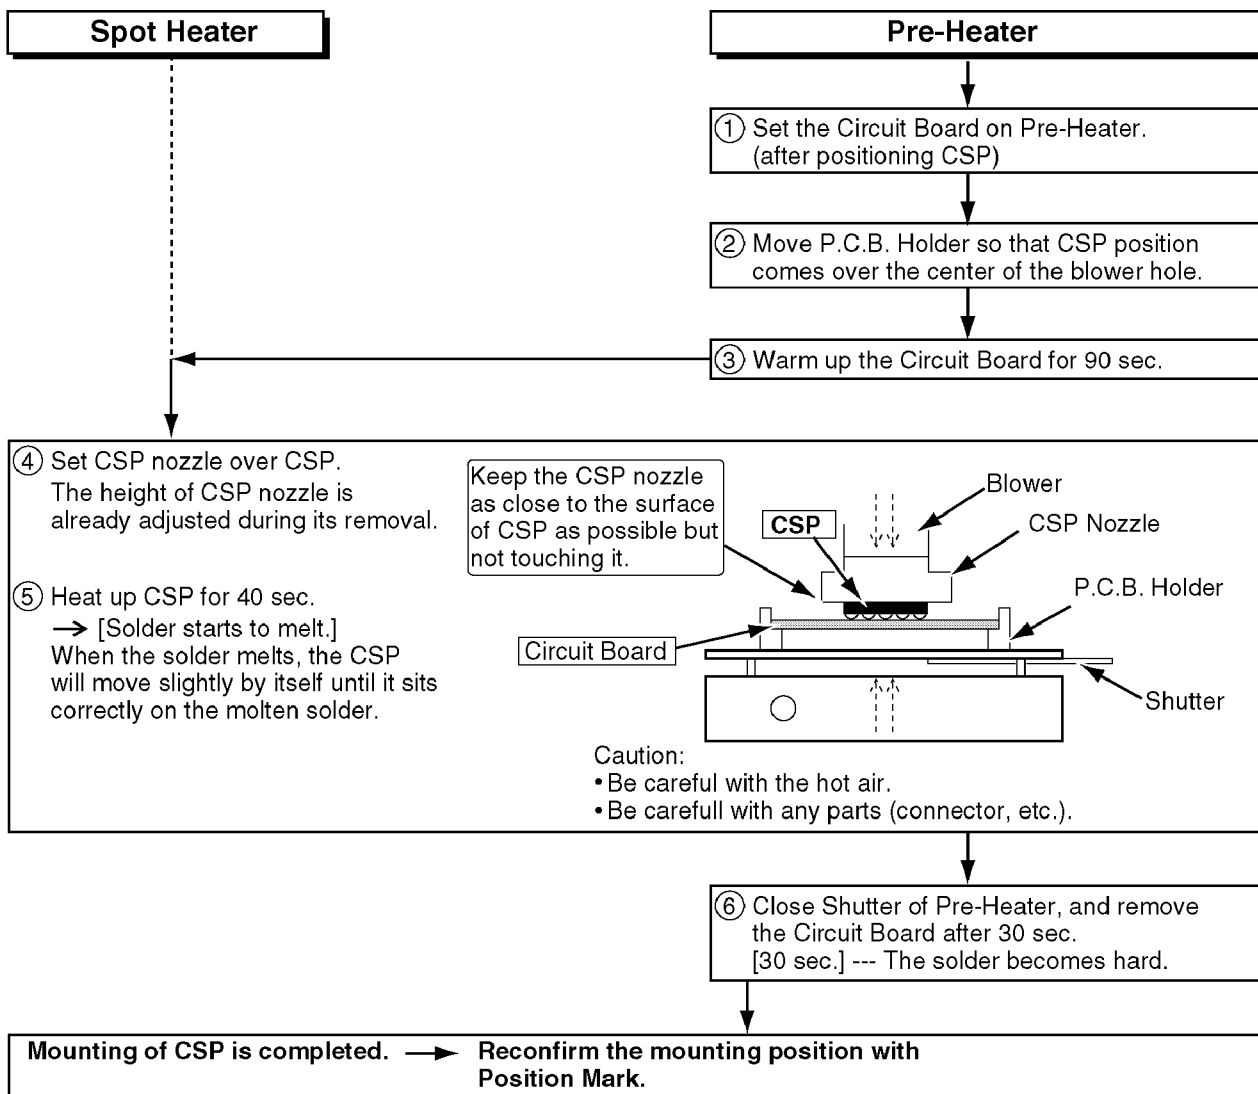 Spot Heater
Pre-Heater
① Set the Circuit Board on Pre-Heater.
(after positioning CSP)
② Move P.C.B. Holder so that CSP position
comes over the center of the blower hole.
③ Warm up the Circuit Board for 90 sec.
④ Set CSP nozzle over CSP.
The height of CSP nozzle is
already adjusted during its removal.
⑤ Heat up CSP for 40 sec.
→ [Solder starts to melt.]
When the solder melts, the CSP
will move slightly by itself until it sits
correctly on the molten solder.
Keep the CSP nozzle
as close to the surface
of CSP as possible but
not touching it.
CSP
Blower
CSP Nozzle
P.C.B. Holder
Circuit Board
Shutter
Caution:
• Be careful with the hot air.
• Be carefull with any parts (connector, etc.).
⑥ Close Shutter of Pre-Heater, and remove
the Circuit Board after 30 sec.
[30 sec.] --- The solder becomes hard.
Mounting of CSP is completed. → Reconfirm the mounting position with
Position Mark.